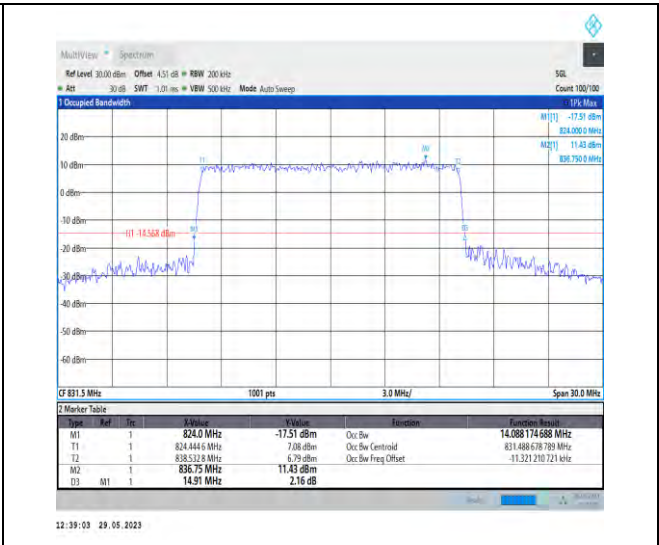 MultiView Spectrum
Ref Level 30.00 dBm Offset 4.51 dB RBW 200 kHz SGL
Att 30 dB SWT 1.01 ms VBW 500 kHz Mode Auto Sweep Count 100/100
1 Occupied Bandwidth 1Pk Max
M1[1] -17.51 dBm
824.000 0 MHz
20 dBm
M2[1] 11.43 dBm
836.750 0 MHz
M2
10 dBm T1 T2
0 dBm
-10 dBm
H1 -14.568 dBm M1 D3
-20 dBm
-30 dBm
-40 dBm
-50 dBm
-60 dBm
CF 831.5 MHz 1001 pts 3.0 MHz/ Span 30.0 MHz
2 Marker Table
Type Ref Trc X-Value Y-Value Function Function Result
M1 1 824.0 MHz -17.51 dBm Occ Bw 14.088 174 688 MHz
T1 1 824.444 6 MHz 7.08 dBm Occ Bw Centroid 831.488 678 789 MHz
T2 1 838.532 8 MHz 6.79 dBm Occ Bw Freq Offset -11.321 210 721 kHz
M2 1 836.75 MHz 11.43 dBm
D3 M1 1 14.91 MHz 2.16 dB
12:39:03 29.05.2023